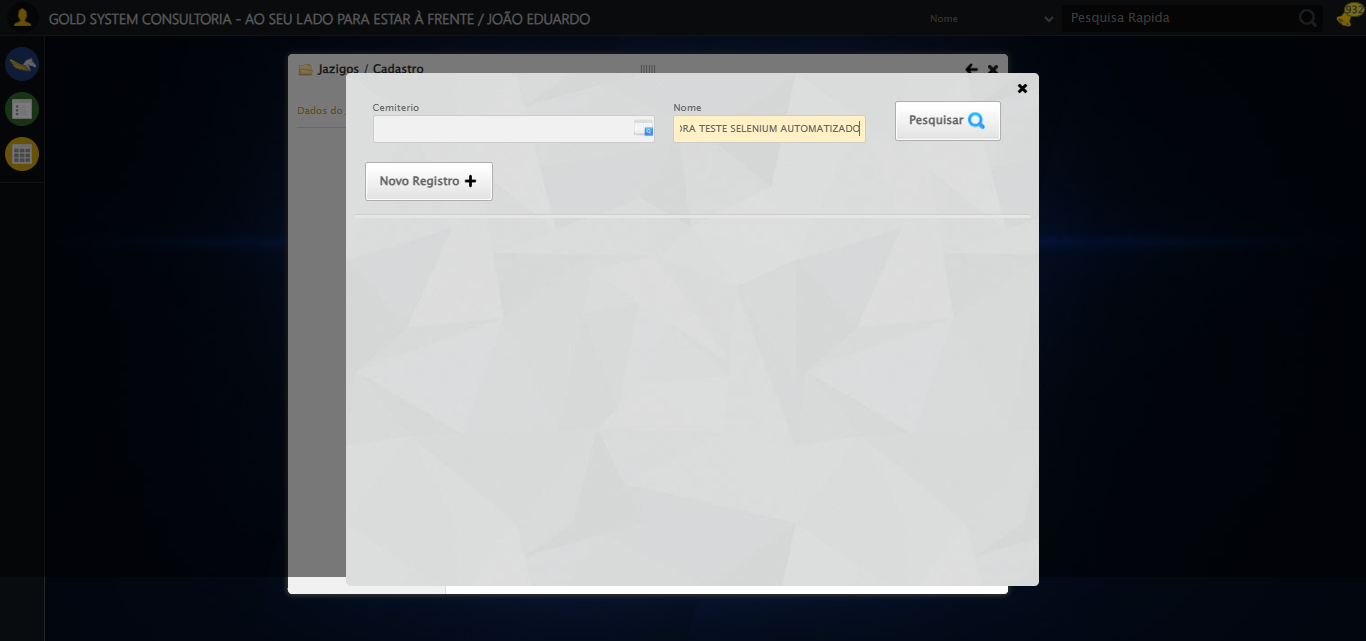 GOLD SYSTEM CONSULTORIA - AO SEU LADO PARA ESTAR À FRENTE / JOÃO EDUARDO
Nome
Pesquisa Rapida
932
Jazigos / Cadastro
Dados do
Cemiterio
Nome
TESTE SELENIUM AUTOMATIZADO
Pesquisar
Novo Registro